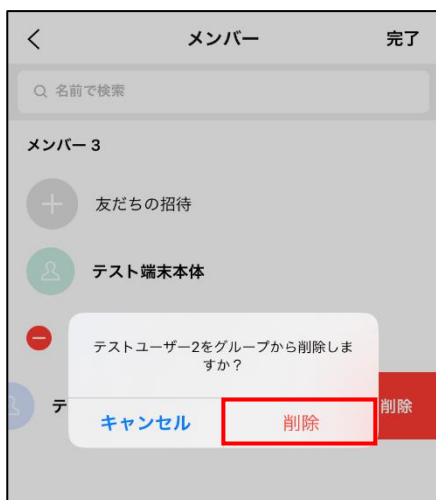 メンバー
完了
名前で検索
メンバー 3
友だちの招待
テスト端末本体
テストユーザー2をグループから削除しま
すか？
テ
削除
キャンセル
削除